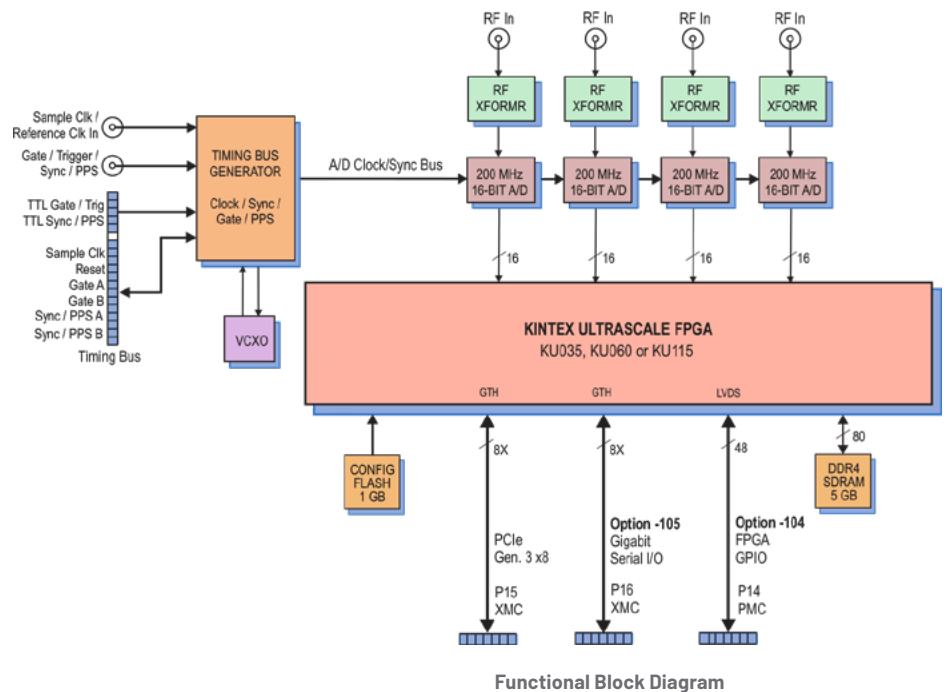 RF In
RF In
RF In
RF In
RF
XFORMR
RF
XFORMR
RF
XFORMR
RF
XFORMR
Sample Clk /
Reference Clk In
Gate / Trigger /
Sync / PPS
TTL Gate / Trig
TTL Sync / PPS
Sample Clk
Reset
Gate A
Gate B
Sync / PPS A
Sync / PPS B
Timing Bus
TIMING BUS
GENERATOR
Clock / Sync /
Gate / PPS
VCXO
A/D Clock/Sync Bus
200 MHz
16-BIT A/D
200 MHz
16-BIT A/D
200 MHz
16-BIT A/D
200 MHz
16-BIT A/D
16
16
16
16
KINTEX ULTRASCALE FPGA
KU035, KU060 or KU115
GTH
GTH
LVDS
CONFIG
FLASH
1 GB
8X
8X
48
80
DDR4
SDRAM
5 GB
PCIe
Gen. 3 x8
P15
XMC
Option -105
Gigabit
Serial I/O
P16
XMC
Option -104
FPGA
GPIO
P14
PMC
Functional Block Diagram